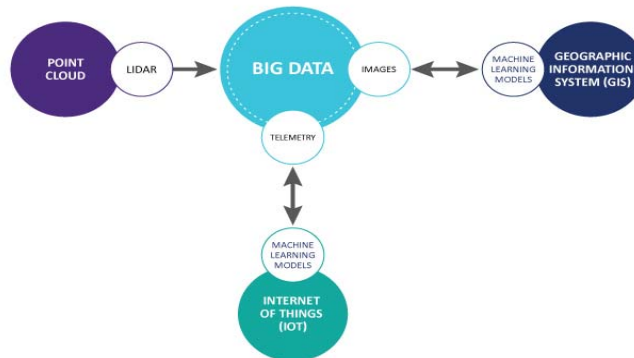 POINT
CLOUD
LIDAR
BIG DATA
IMAGES
TELEMETRY
MACHINE
LEARNING
MODELS
GEOGRAPHIC
INFORMATION
SYSTEM (GIS)
MACHINE
LEARNING
MODELS
INTERNET
OF THINGS
(IOT)